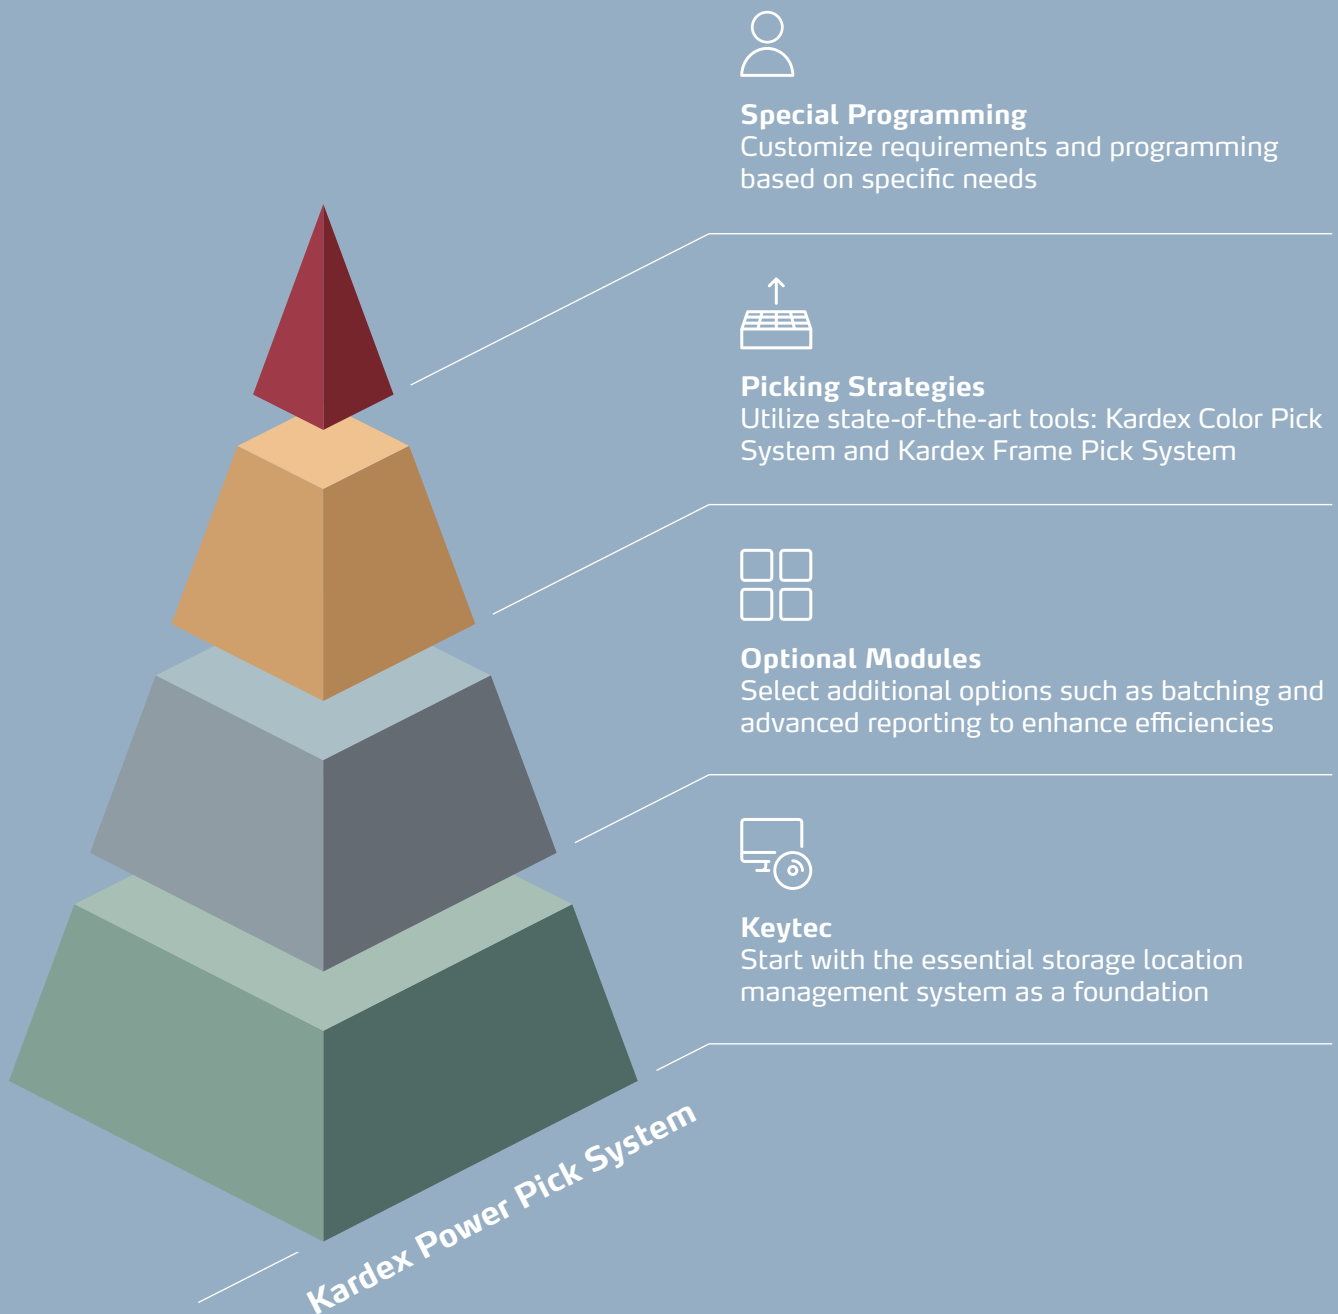 Special Programming
Customize requirements and programming
based on specific needs
Picking Strategies
Utilize state-of-the-art tools: Kardex Color Pick
System and Kardex Frame Pick System
Optional Modules
Select additional options such as batching and
advanced reporting to enhance efficiencies
Keytec
Start with the essential storage location
management system as a foundation
Kardex Power Pick System